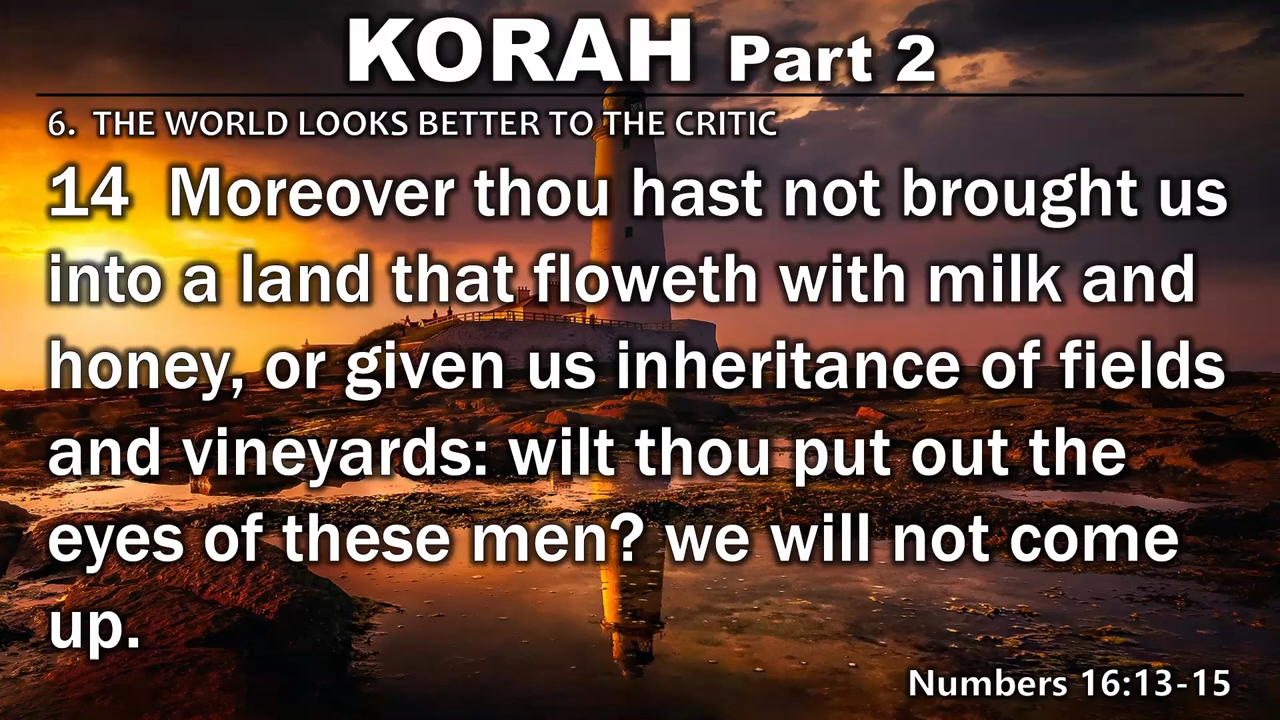 KORAH Part 2
6. THE WORLD LOOKS BETTER TO THE CRITIC
14 Moreover thou hast not brought us
into a land that floweth with milk and
honey, or given us inheritance of fields
and vineyards: wilt thou put out the
eyes of these men? we will not come
up.
Numbers 16:13-15